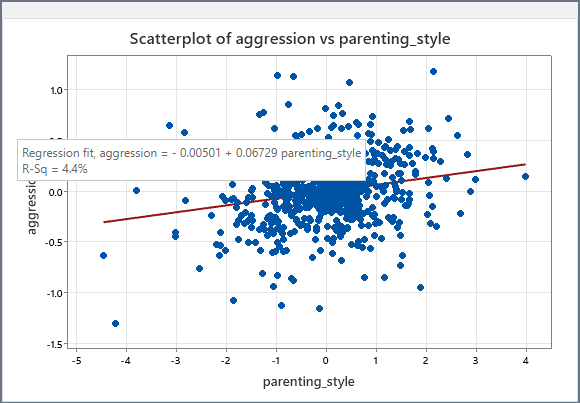 Scatterplot of aggression vs parenting_style
1.0
Regression fit, aggression = - 0.00501 + 0.06729 parenting_style
R-Sq = 4.4%
0.0
-0.5
-1.0
-1.5
-5 -4 -3 -2 -1 0 1 2 3 4 5
parenting_style